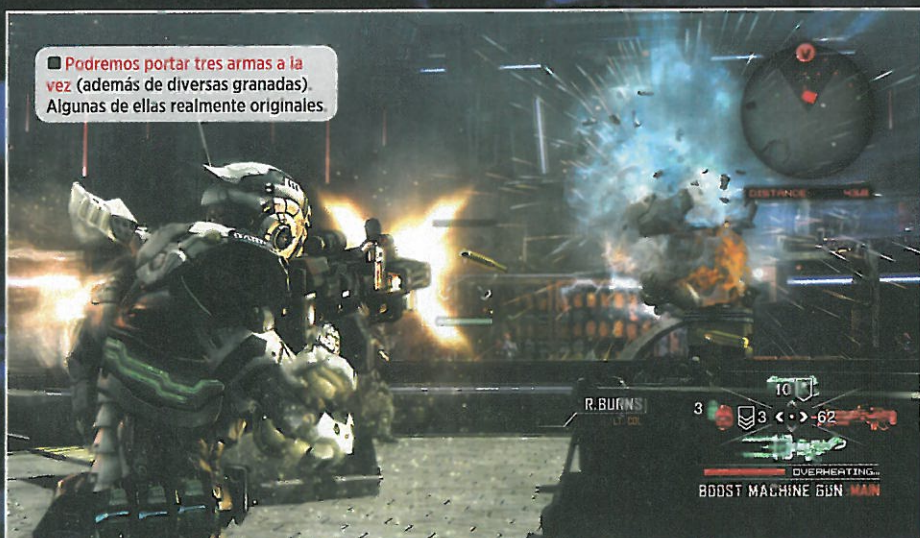 Podremos portar tres armas a la
vez (además de diversas granadas).
Algunas de ellas realmente originales.
DISTANCE:
R.BURNS
LT. COL.
10
3
3
62
OVERHEATING...
BOOST MACHINE GUN MAIN